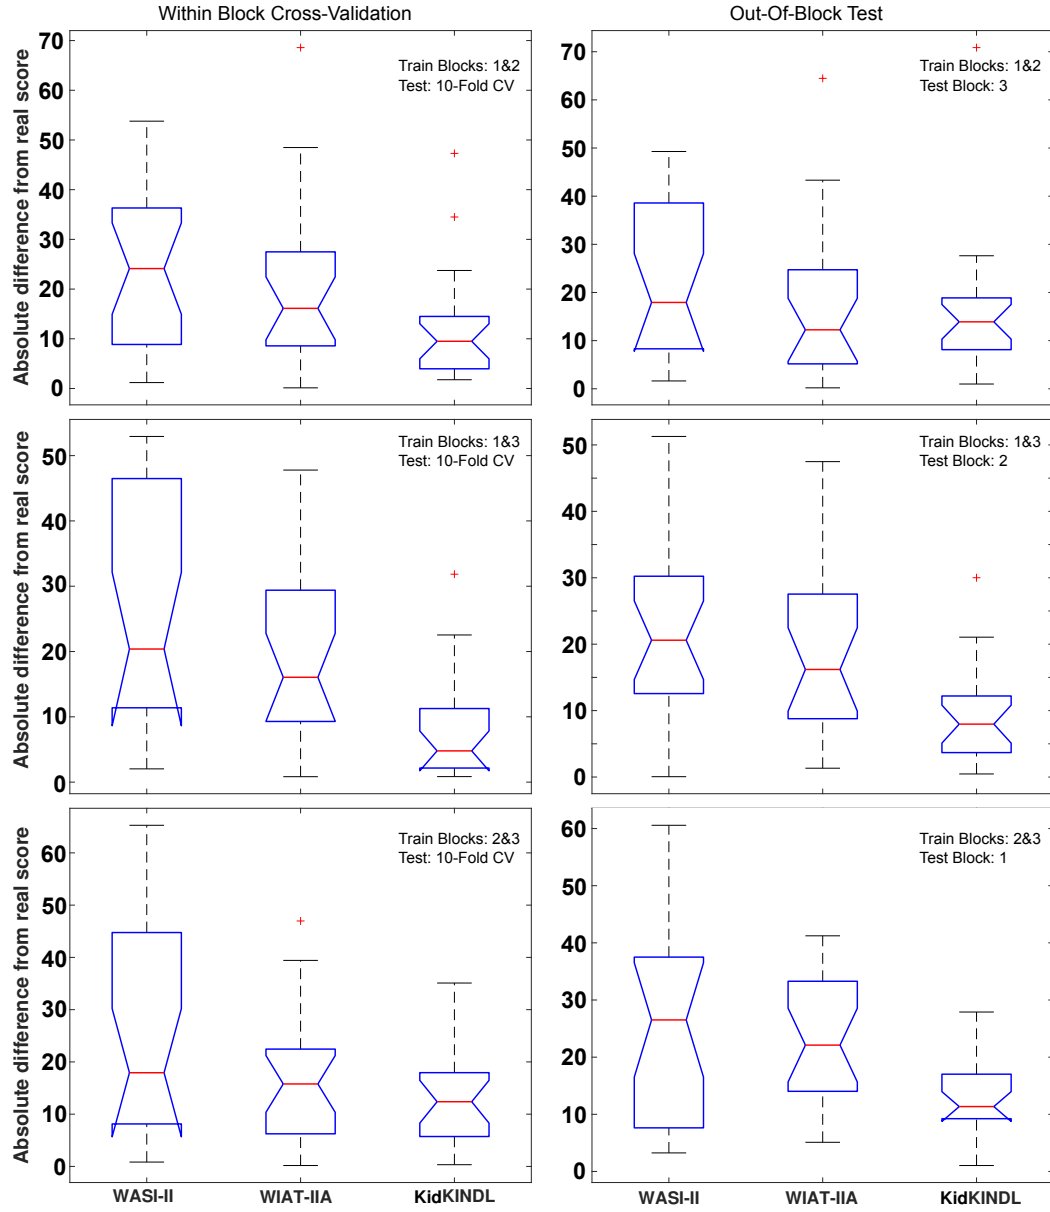 Within Block Cross-Validation
Out-Of-Block Test
Absolute difference from real score
70
60
50
40
30
20
10
0
Train Blocks: 1&2
Test: 10-Fold CV
70
60
50
40
30
20
10
0
Train Blocks: 1&2
Test Block: 3
Absolute difference from real score
50
40
30
20
10
0
Train Blocks: 1&3
Test: 10-Fold CV
50
40
30
20
10
0
Train Blocks: 1&3
Test Block: 2
Absolute difference from real score
60
50
40
30
20
10
0
Train Blocks: 2&3
Test: 10-Fold CV
60
50
40
30
20
10
0
Train Blocks: 2&3
Test Block: 1
WASI-II WIAT-IIA KidKINDL
WASI-II WIAT-IIA KidKINDL